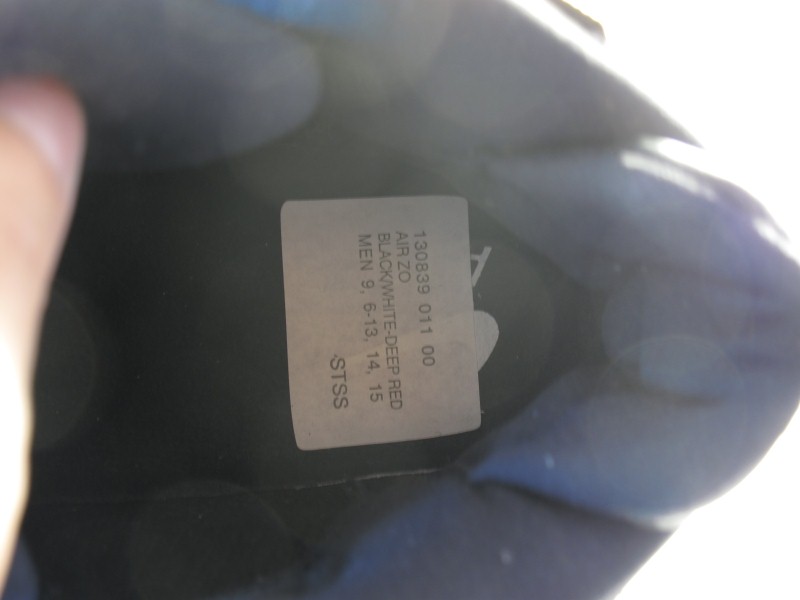 130839 011 00
AIR ZO
BLACK/WHITE-DEEP RED
MEN 9, 6-13, 14, 15
-STSS